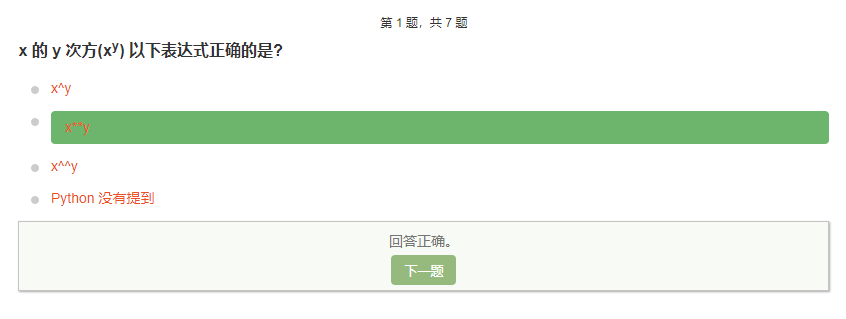 第 1 题，共 7 题
x 的 y 次方(xʸ) 以下表达式正确的是?
x^y
x**y
x^^y
Python 没有提到
回答正确。
下一题